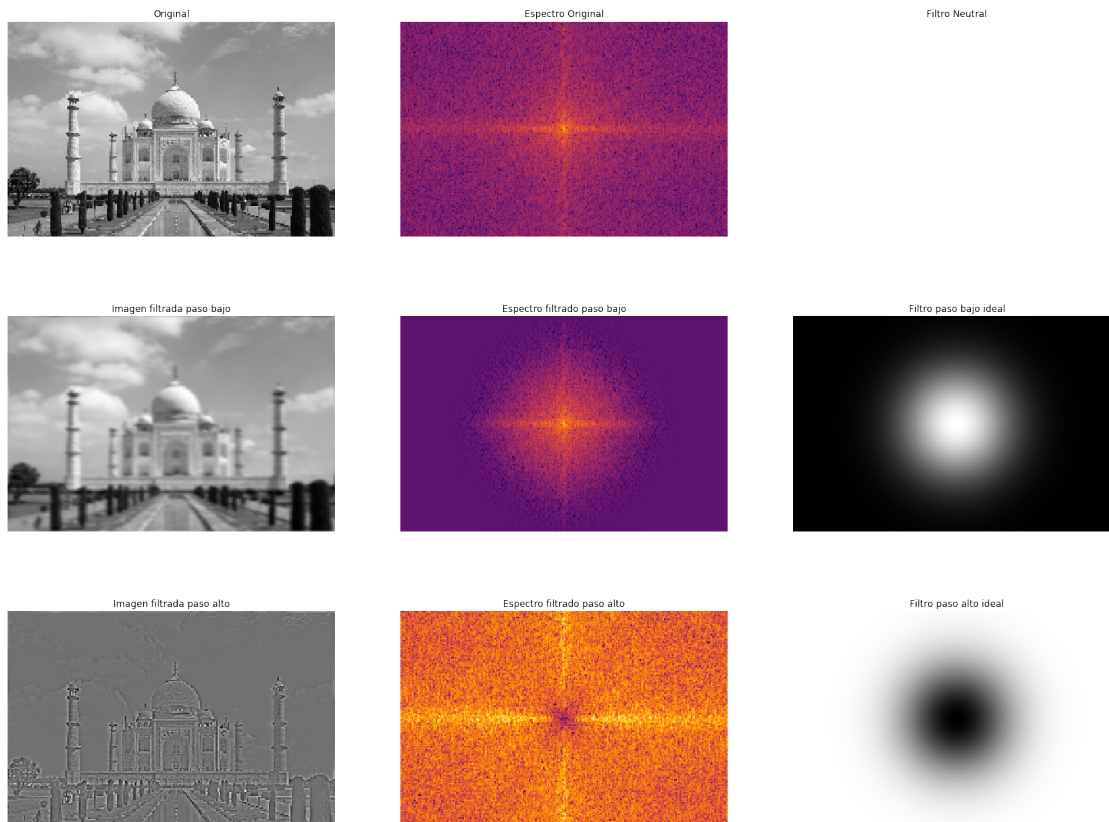 Original
Espectro Original
Filtro Neutral
Imagen filtrada paso bajo
Espectro filtrado paso bajo
Filtro paso bajo ideal
Imagen filtrada paso alto
Espectro filtrado paso alto
Filtro paso alto ideal